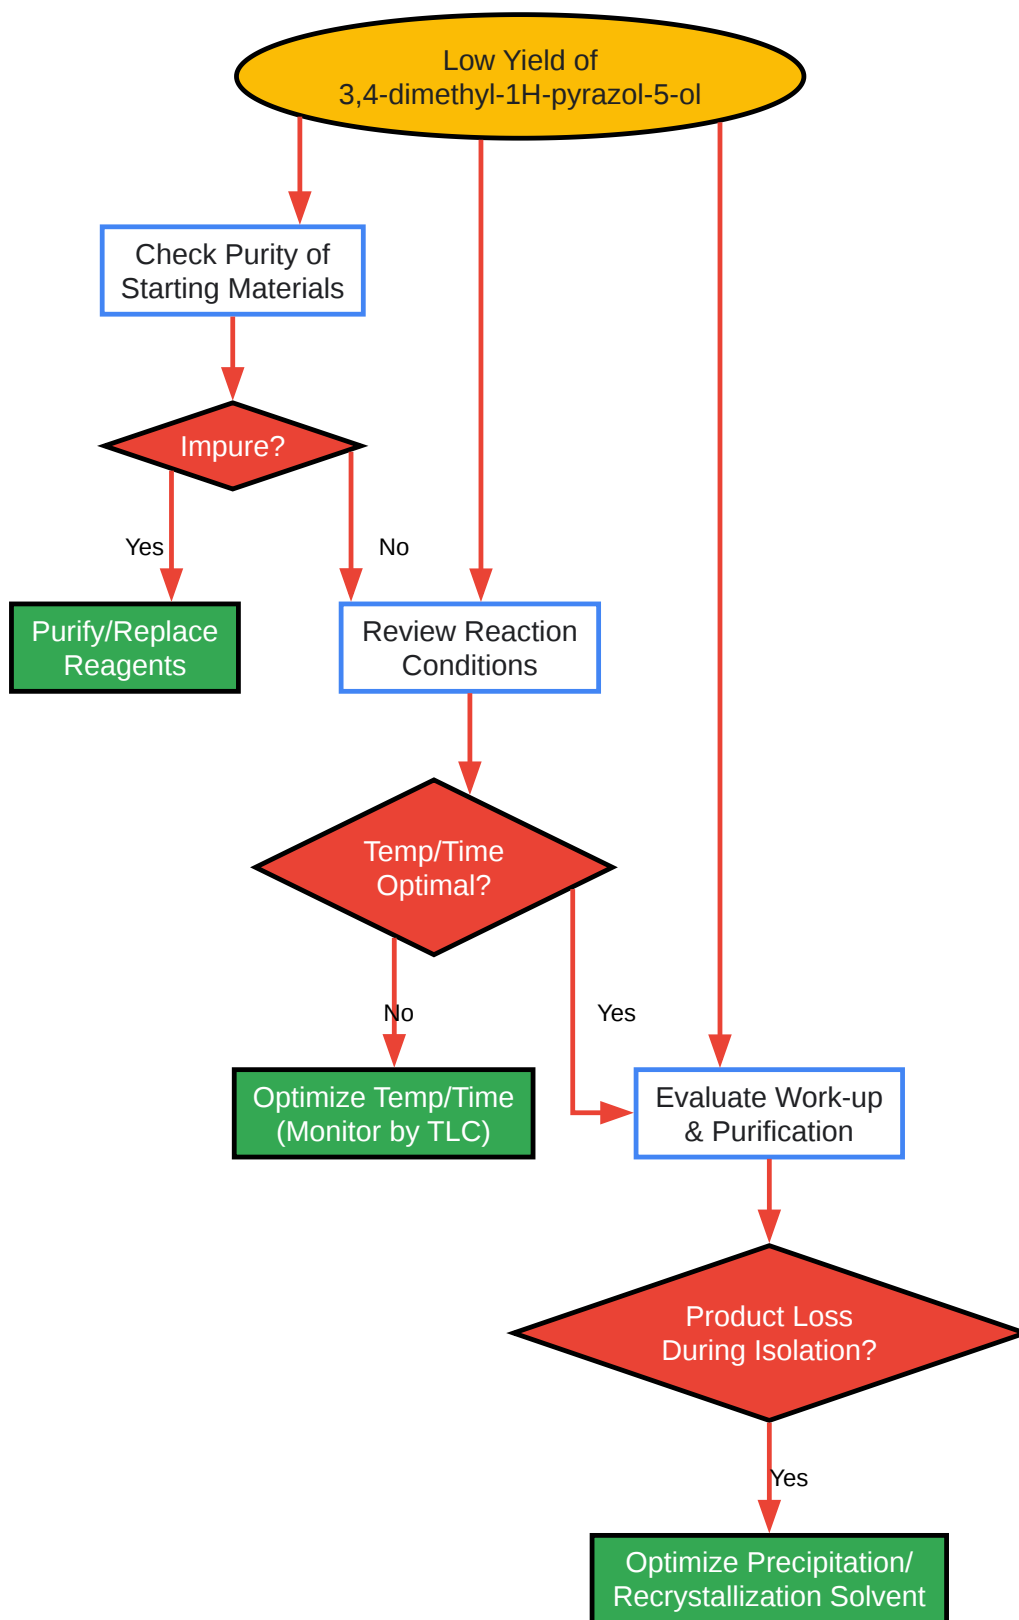 Low Yield of
3,4-dimethyl-1H-pyrazol-5-ol
Check Purity of
Starting Materials
Impure?
Yes
No
Purify/Replace
Reagents
Review Reaction
Conditions
Temp/Time
Optimal?
No
Yes
Optimize Temp/Time
(Monitor by TLC)
Evaluate Work-up
& Purification
Product Loss
During Isolation?
Yes
Optimize Precipitation/
Recrystallization Solvent